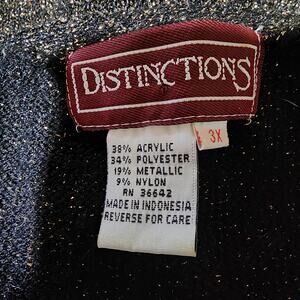 DISTINCTIONS
3X
38% ACRYLIC
34% POLYESTER
19% METALLIC
9% NYLON
RN 36642
MADE IN INDONESIA
REVERSE FOR CARE